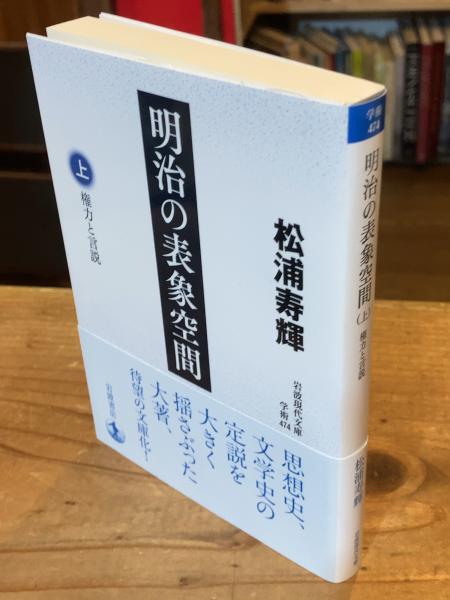 明治の表象空間
上
権力と言説
松浦寿輝
岩波現代文庫
学術474
思想史、
文学史の
定説を
大きく
揺さぶった
大著、
待望の文庫化！
岩波書店
学術
474
明治の表象空間(上)
権力と言説
松浦寿輝